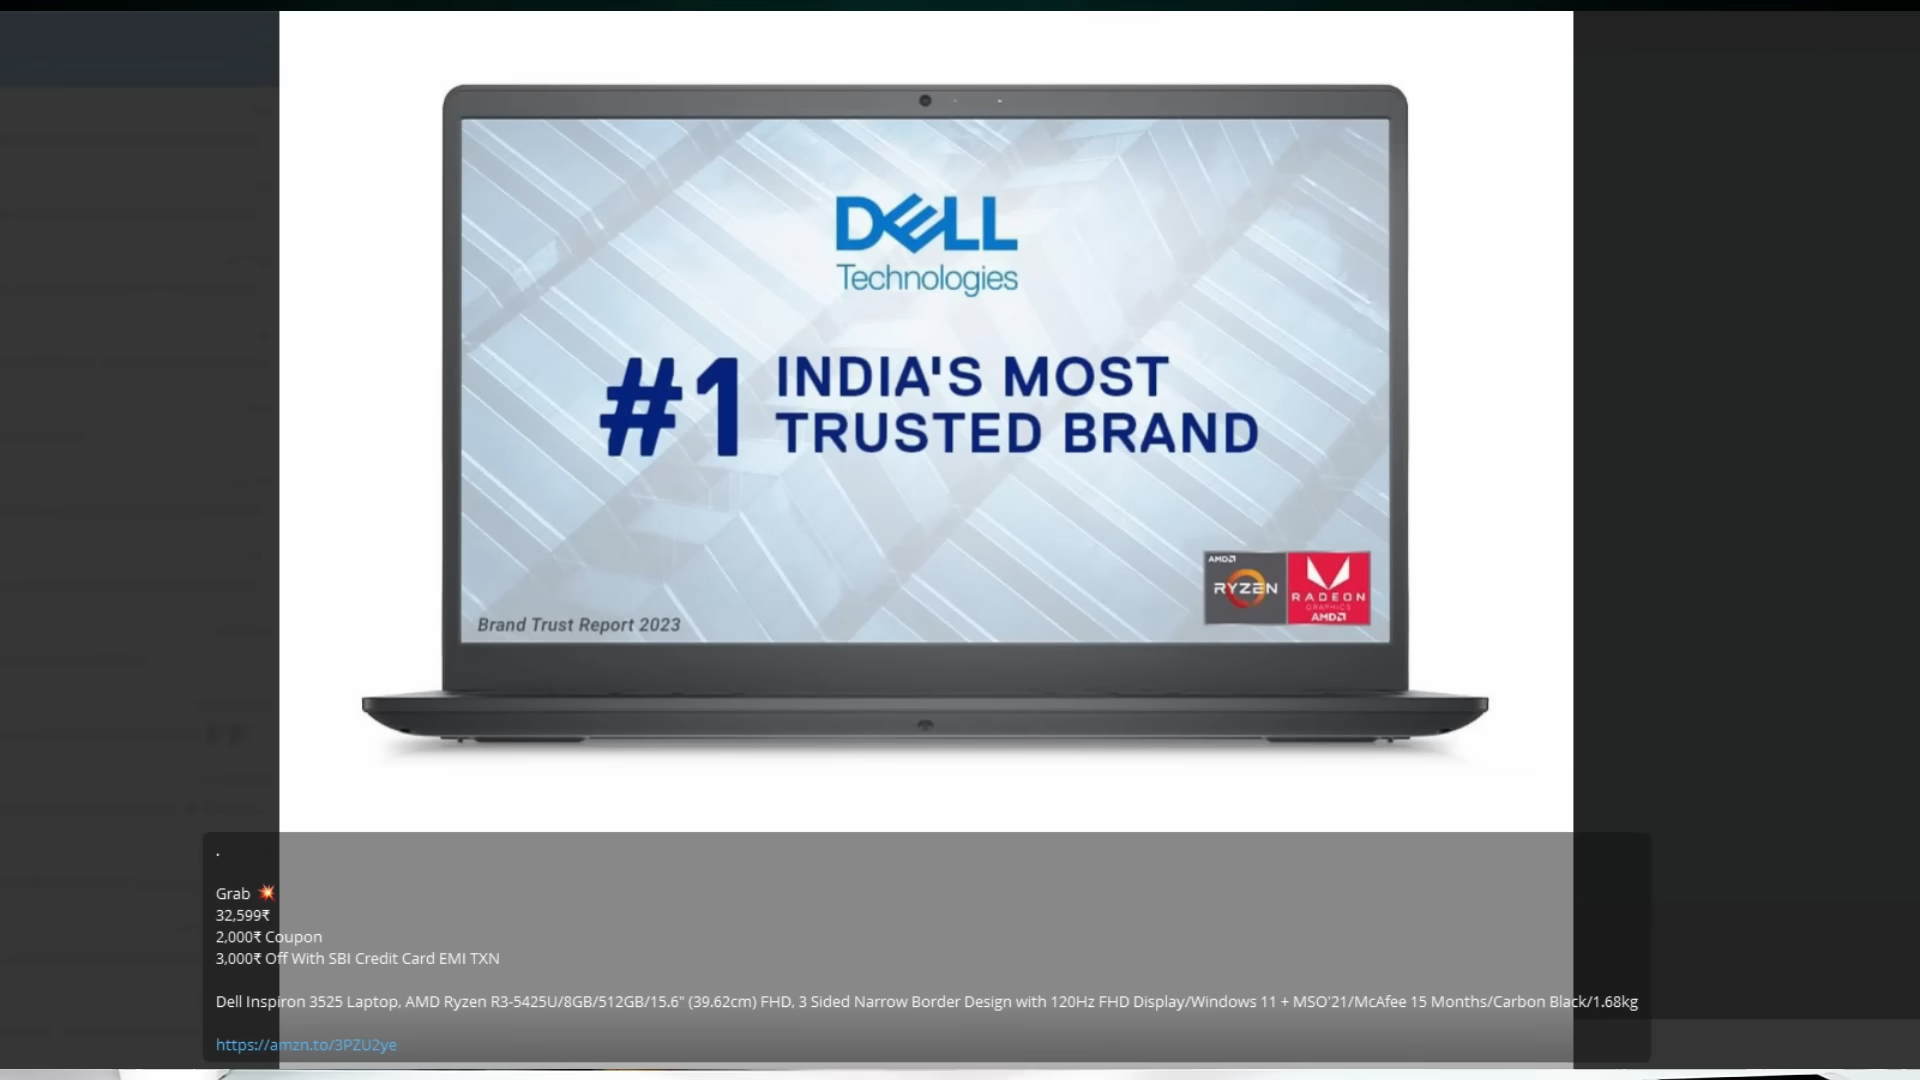 DELL
Technologies
#1 INDIA'S MOST
TRUSTED BRAND
AMD
RYZEN
RADEON
GRAPHICS
AMD
Brand Trust Report 2023
.
Grab 💥
32,599₹
2,000₹ Coupon
3,000₹ Off With SBI Credit Card EMI TXN
Dell Inspiron 3525 Laptop, AMD Ryzen R3-5425U/8GB/512GB/15.6" (39.62cm) FHD, 3 Sided Narrow Border Design with 120Hz FHD Display/Windows 11 + MSO'21/McAfee 15 Months/Carbon Black/1.68kg
https://amzn.to/3PZU2ye